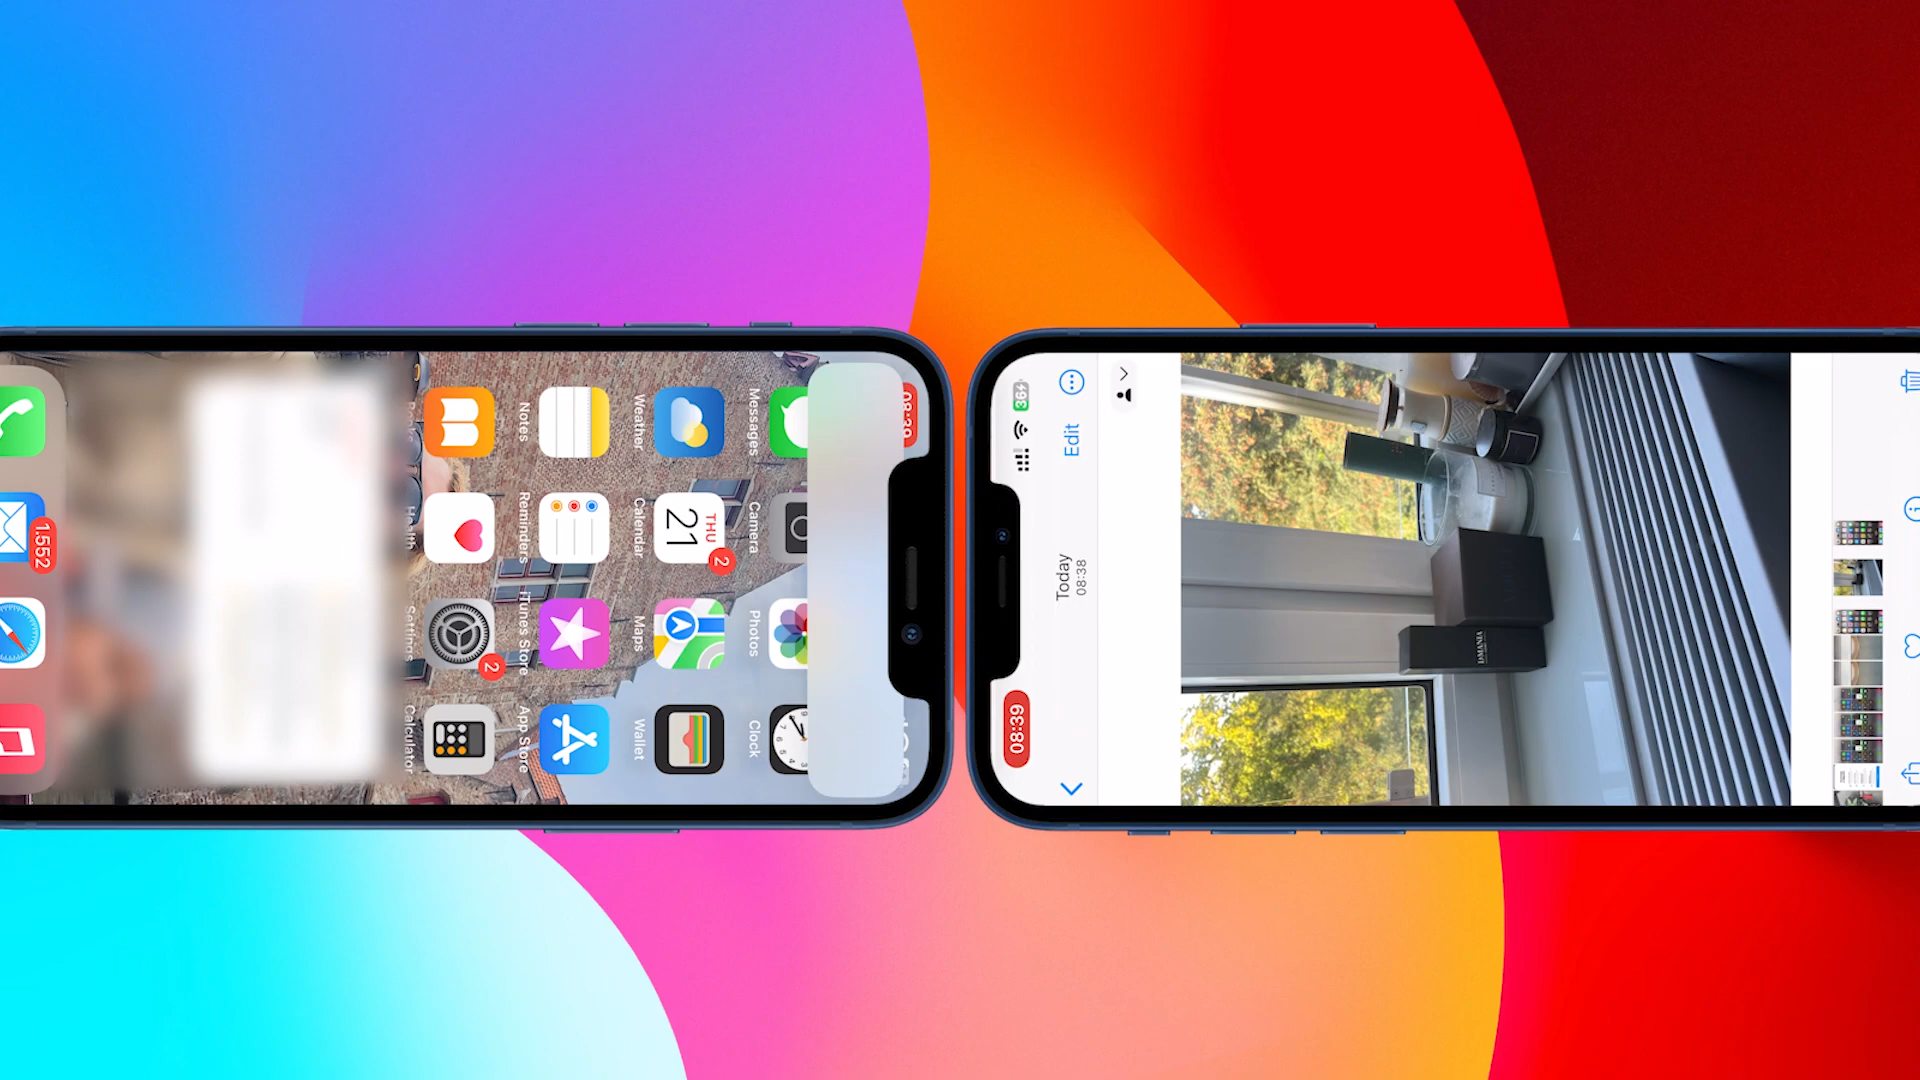 08:39
Messages
Camera
Photos
Clock
Weather
THU
21
2
Calendar
Maps
Wallet
Notes
Reminders
iTunes Store
App Store
Health
Settings
2
Calculator
1.552
36
Edit
Today
08:38
08:39